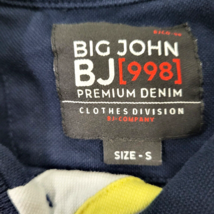 BIG JOHN
BJ[998]
PREMIUM DENIM
CLOTHES DIVISION
BJ-COMPANY
SIZE - S